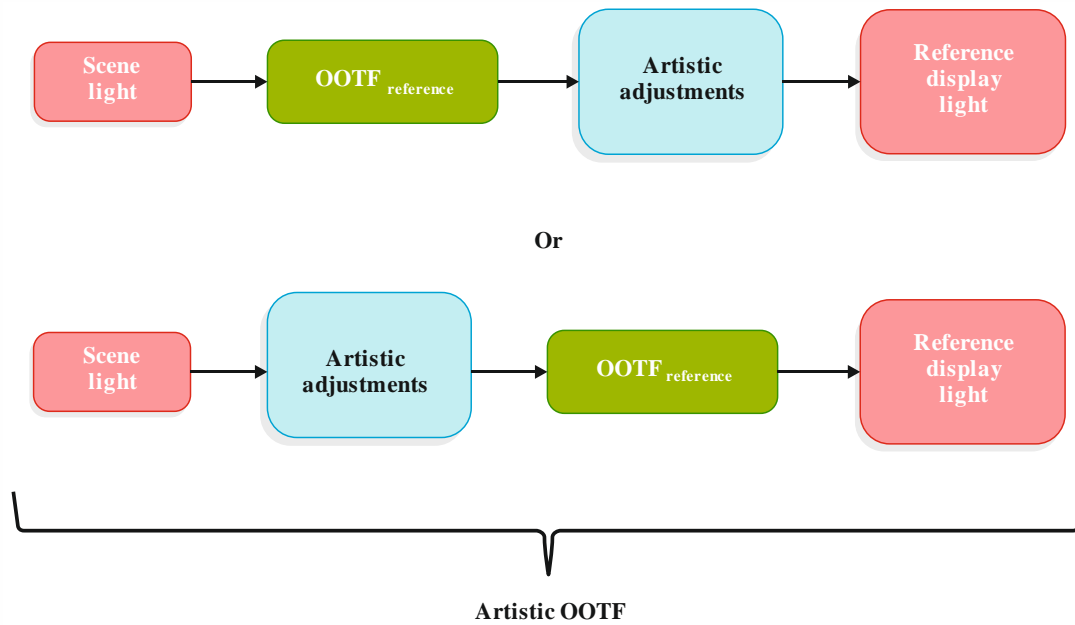 Scene
light
OOTF reference
Artistic
adjustments
Reference
display
light
Or
Scene
light
Artistic
adjustments
OOTF reference
Reference
display
light
Artistic OOTF